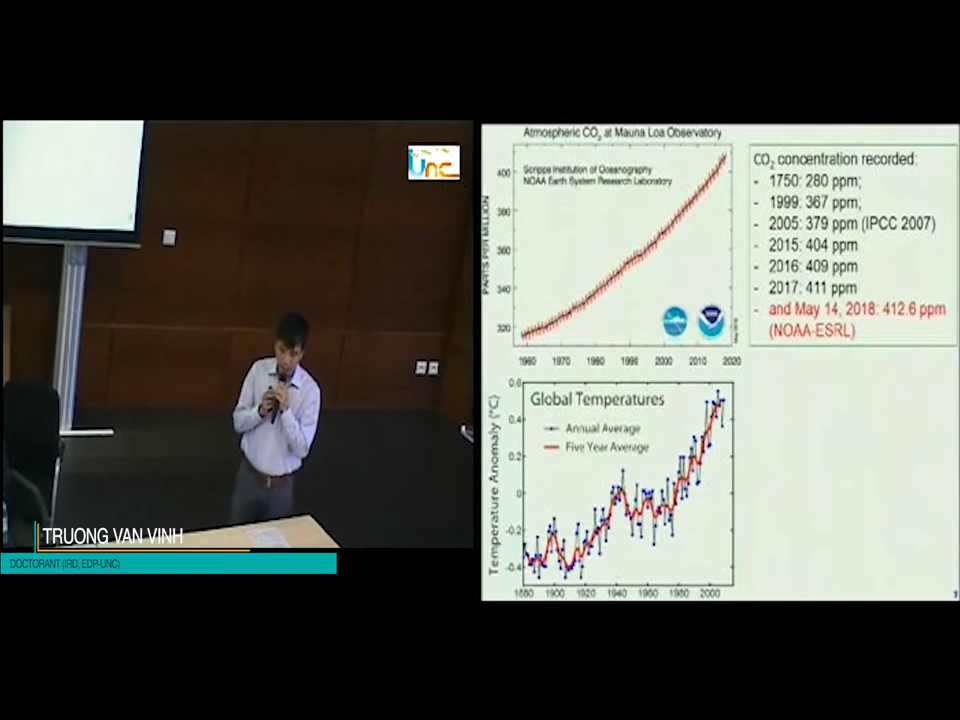 Unc
TRUONG VAN VINH
DOCTORANT (IRD, EDP-UNC)
Atmospheric CO2 at Mauna Loa Observatory
Scripps Institution of Oceanography
NOAA Earth System Research Laboratory
PARTS PER MILLION
400
380
360
340
320
1960 1970 1980 1990 2000 2010 2020
CO2 concentration recorded:
- 1750: 280 ppm;
- 1999: 367 ppm;
- 2005: 379 ppm (IPCC 2007)
- 2015: 404 ppm
- 2016: 409 ppm
- 2017: 411 ppm
- and May 14, 2018: 412.6 ppm
(NOAA-ESRL)
Global Temperatures
Annual Average
Five Year Average
Temperature Anomaly (°C)
0.6
0.4
0.2
0
-0.2
-0.4
1880 1900 1920 1940 1960 1980 2000